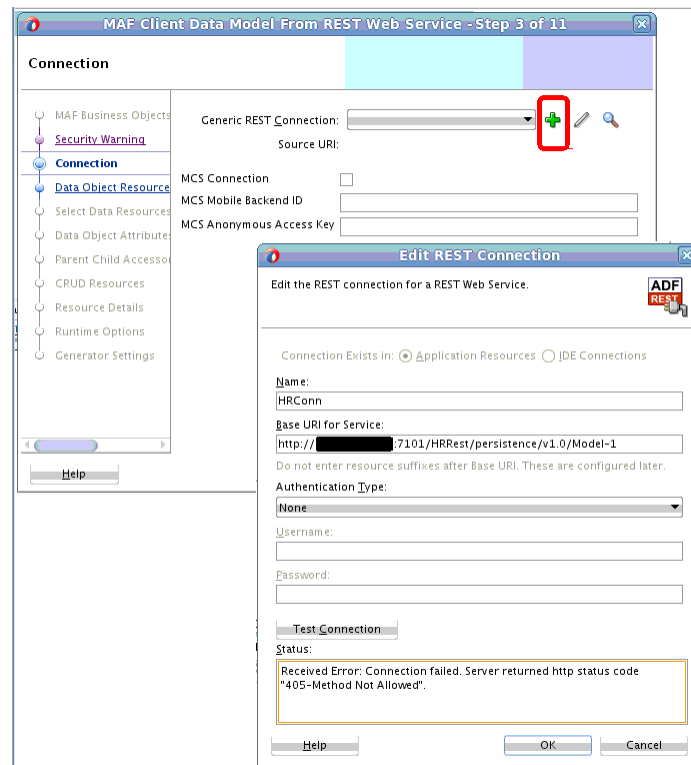 MAF Client Data Model From REST Web Service - Step 3 of 11
Connection
MAF Business Objects
Security Warning
Connection
Data Object Resource
Select Data Resources
Data Object Attribute
Parent Child Accesso
CRUD Resources
Resource Details
Runtime Options
Generator Settings
Help
Generic REST Connection:
Source URI:
MCS Connection
MCS Mobile Backend ID
MCS Anonymous Access Key
Edit REST Connection
Edit the REST connection for a REST Web Service.
ADF
REST
Connection Exists in: Application Resources IDE Connections
Name:
HRConn
Base URI for Service:
http:// :7101/HRRest/persistence/v1.0/Model-1
Do not enter resource suffixes after Base URI. These are configured later.
Authentication Type:
None
Username:
Password:
Test Connection
Status:
Received Error: Connection failed. Server returned http status code
"405-Method Not Allowed".
Help OK Cancel